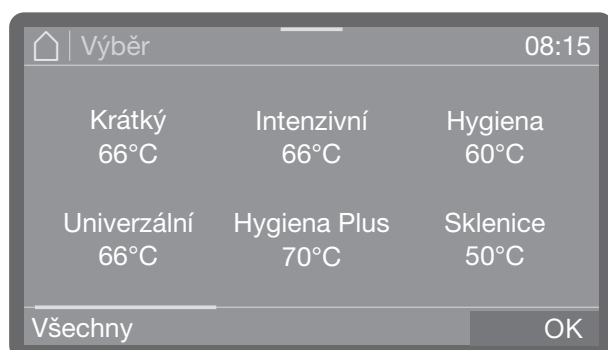 Výběr 08:15
Krátký Intenzivní Hygiena
66°C 66°C 60°C
Univerzální Hygiena Plus Sklenice
66°C 70°C 50°C
Všechny OK